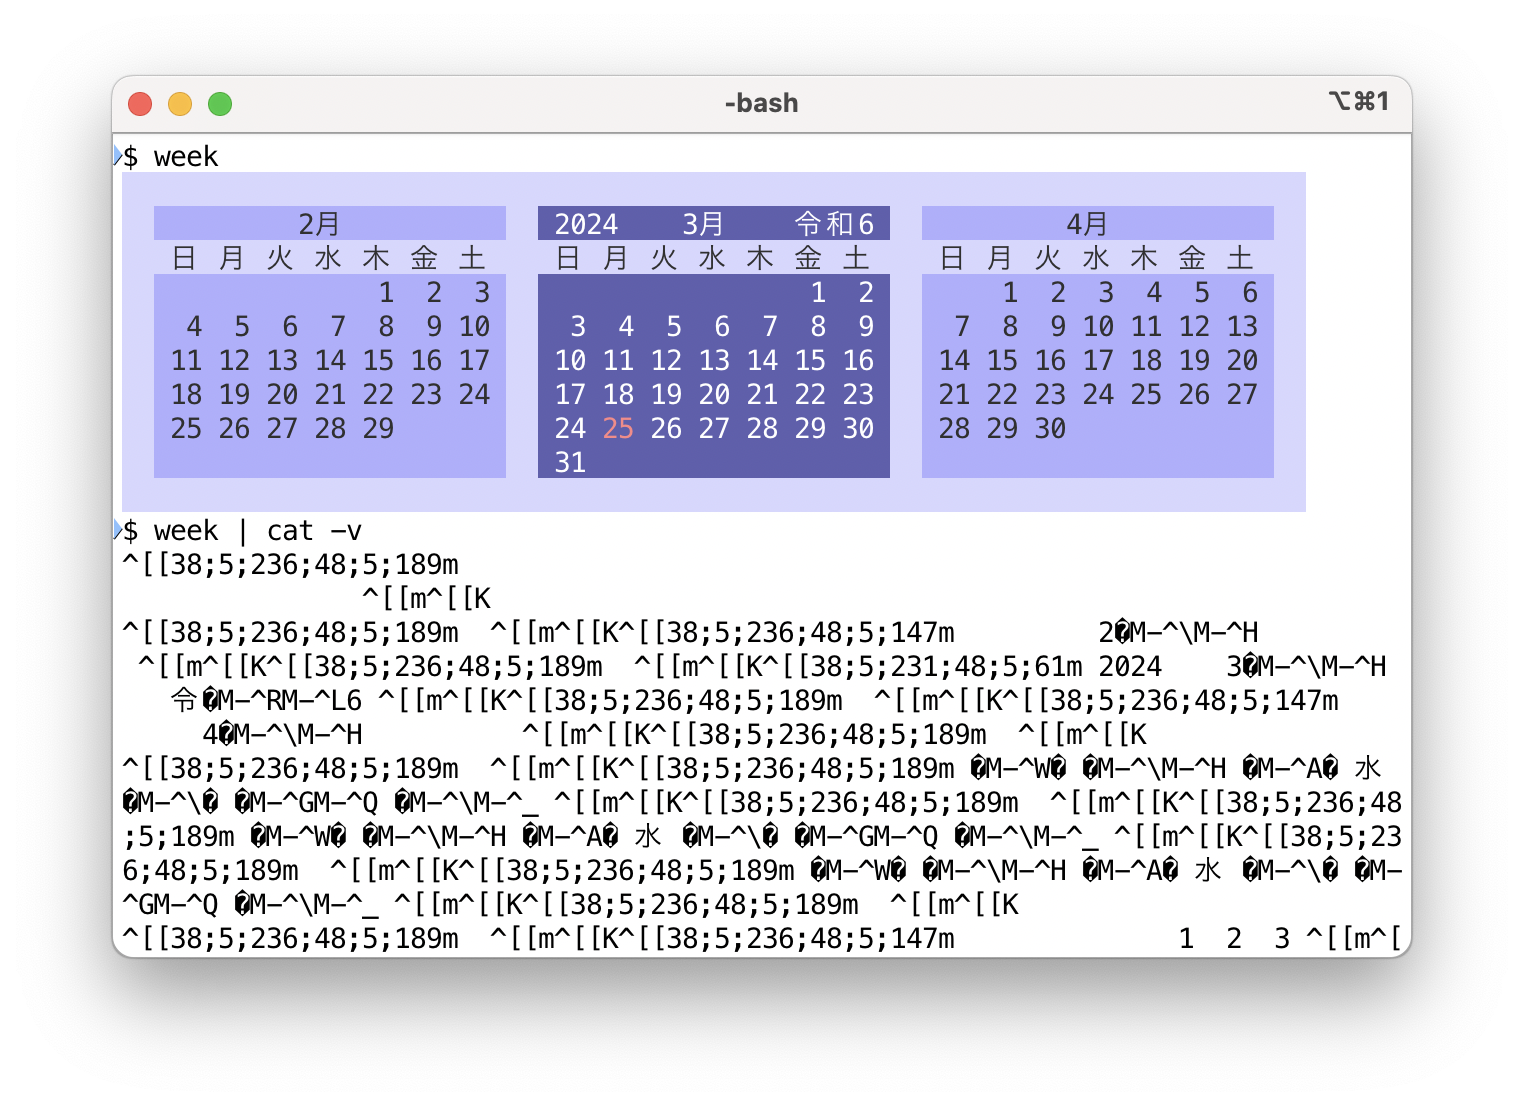 -bash
⌥⌘1
$ week
2月 2024 3月 令和6 4月
日 月 火 水 木 金 土 日 月 火 水 木 金 土 日 月 火 水 木 金 土
1 2 3 1 2 1 2 3 4 5 6
4 5 6 7 8 9 10 3 4 5 6 7 8 9 7 8 9 10 11 12 13
11 12 13 14 15 16 17 10 11 12 13 14 15 16 14 15 16 17 18 19 20
18 19 20 21 22 23 24 17 18 19 20 21 22 23 21 22 23 24 25 26 27
25 26 27 28 29 24 25 26 27 28 29 30 28 29 30
31
$ week | cat -v
^[[38;5;236;48;5;189m
^[[m^[[K
^[[38;5;236;48;5;189m  ^[[m^[[K^[[38;5;236;48;5;147m         2�M-^\M-^H
^[[m^[[K^[[38;5;236;48;5;189m  ^[[m^[[K^[[38;5;231;48;5;61m 2024    3�M-^\M-^H
令�M-^RM-^L6 ^[[m^[[K^[[38;5;236;48;5;189m  ^[[m^[[K^[[38;5;236;48;5;147m
4�M-^\M-^H          ^[[m^[[K^[[38;5;236;48;5;189m  ^[[m^[[K
^[[38;5;236;48;5;189m  ^[[m^[[K^[[38;5;236;48;5;189m �M-^W� �M-^\M-^H �M-^A� 水
�M-^\� �M-^GM-^Q �M-^\M-^_ ^[[m^[[K^[[38;5;236;48;5;189m  ^[[m^[[K^[[38;5;236;48
;5;189m �M-^W� �M-^\M-^H �M-^A� 水 �M-^\� �M-^GM-^Q �M-^\M-^_ ^[[m^[[K^[[38;5;23
6;48;5;189m  ^[[m^[[K^[[38;5;236;48;5;189m �M-^W� �M-^\M-^H �M-^A� 水 �M-^\� �M-
^GM-^Q �M-^\M-^_ ^[[m^[[K^[[38;5;236;48;5;189m  ^[[m^[[K
^[[38;5;236;48;5;189m  ^[[m^[[K^[[38;5;236;48;5;147m              1  2  3 ^[[m^[